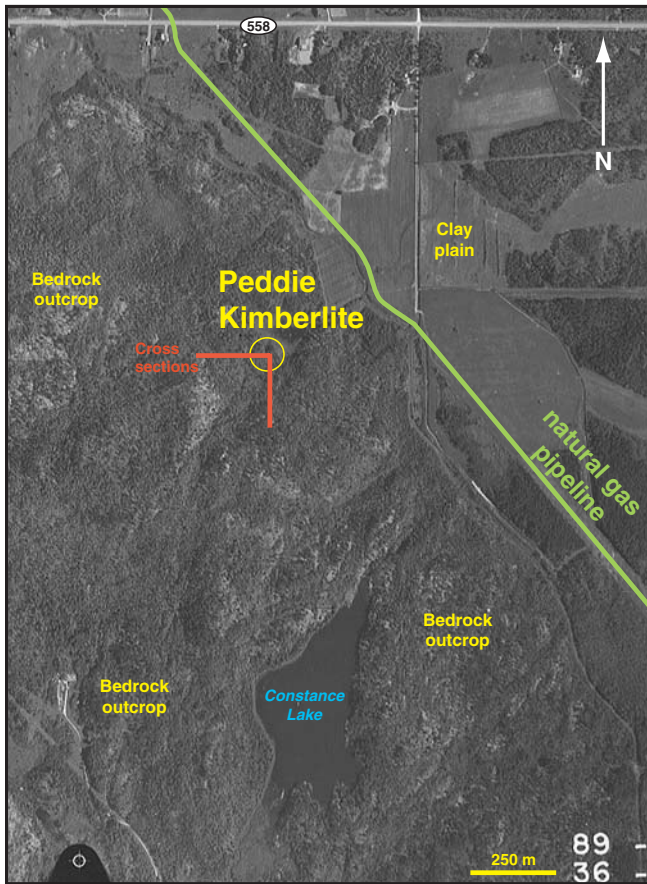 558
N
Clay
plain
Bedrock
outcrop
Peddie
Kimberlite
Cross
sections
natural gas
pipeline
Bedrock
outcrop
Bedrock
outcrop
Constance
Lake
250 m
89 -
36 -